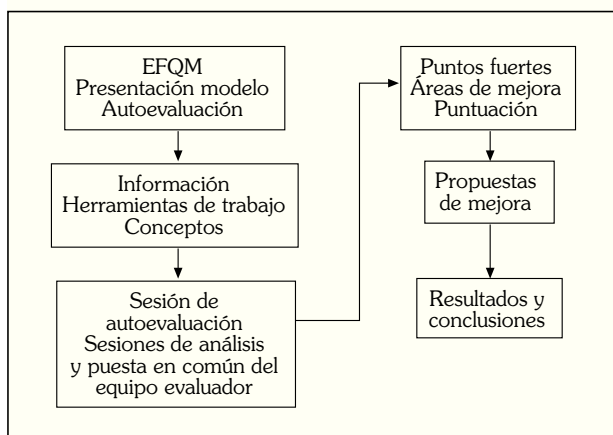 EFQM
Presentación modelo
Autoevaluación
Información
Herramientas de trabajo
Conceptos
Sesión de
autoevaluación
Sesiones de análisis
y puesta en común del
equipo evaluador
Puntos fuertes
Áreas de mejora
Puntuación
Propuestas
de mejora
Resultados y
conclusiones